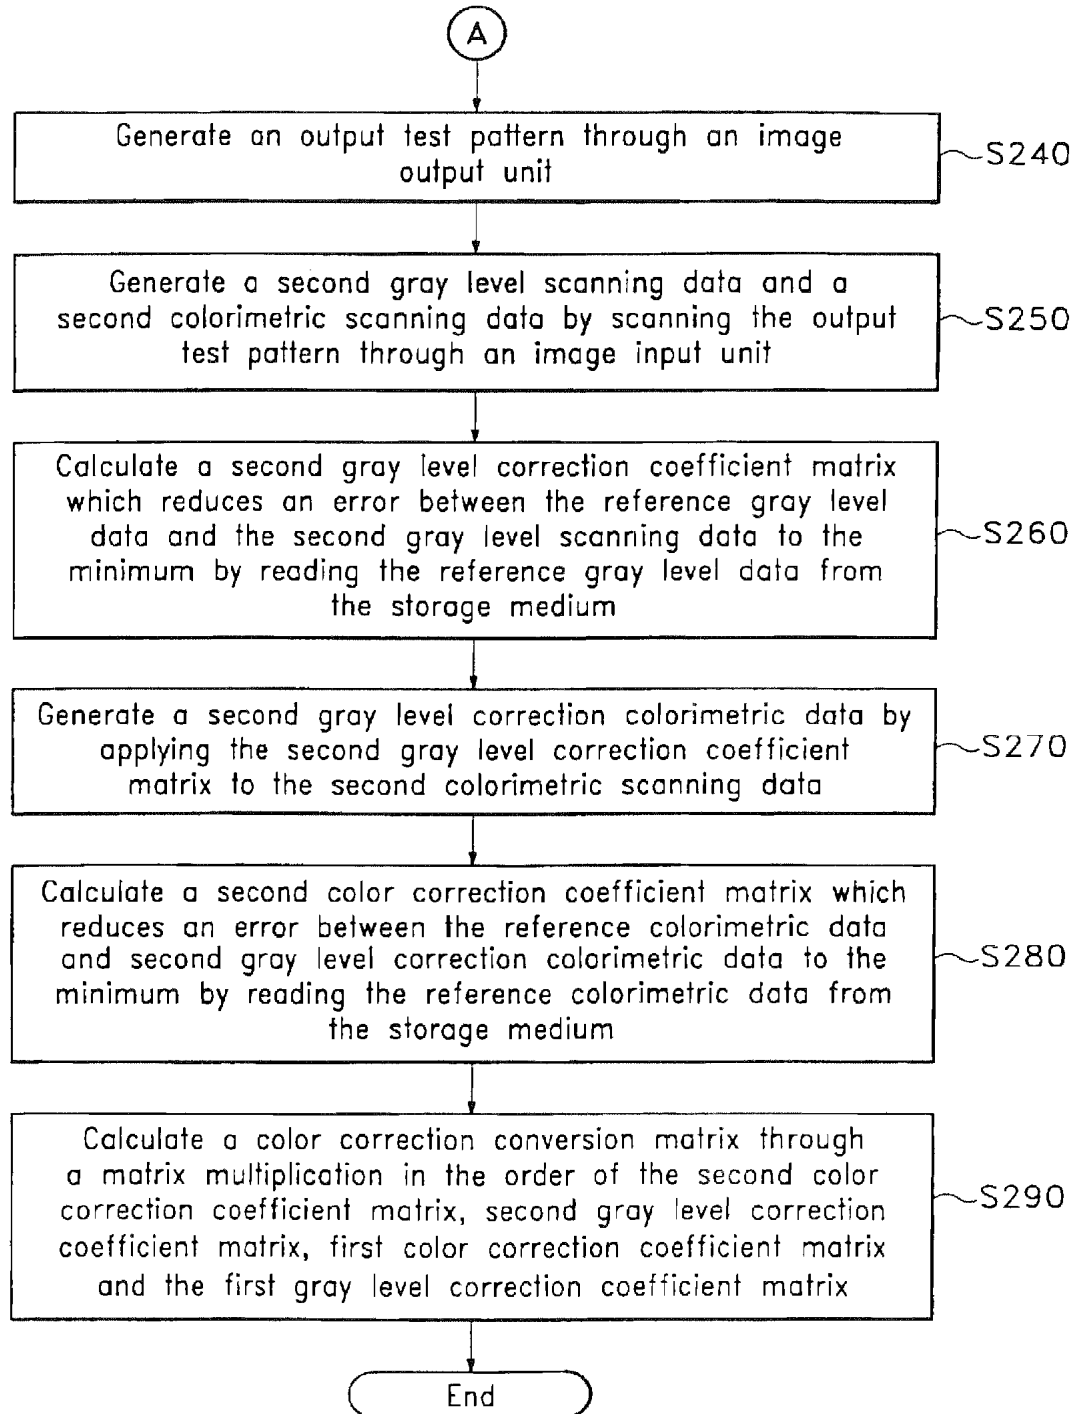 A
Generate an output test pattern through an image
output unit
S240
Generate a second gray level scanning data and a
second colorimetric scanning data by scanning the output
test pattern through an image input unit
S250
Calculate a second gray level correction coefficient matrix
which reduces an error between the reference gray level
data and the second gray level scanning data to the
minimum by reading the reference gray level data from
the storage medium
S260
Generate a second gray level correction colorimetric data by
applying the second gray level correction coefficient
matrix to the second colorimetric scanning data
S270
Calculate a second color correction coefficient matrix which
reduces an error between the reference colorimetric data
and second gray level correction colorimetric data to the
minimum by reading the reference colorimetric data from
the storage medium
S280
Calculate a color correction conversion matrix through
a matrix multiplication in the order of the second color
correction coefficient matrix, second gray level correction
coefficient matrix, first color correction coefficient matrix
and the first gray level correction coefficient matrix
S290
End